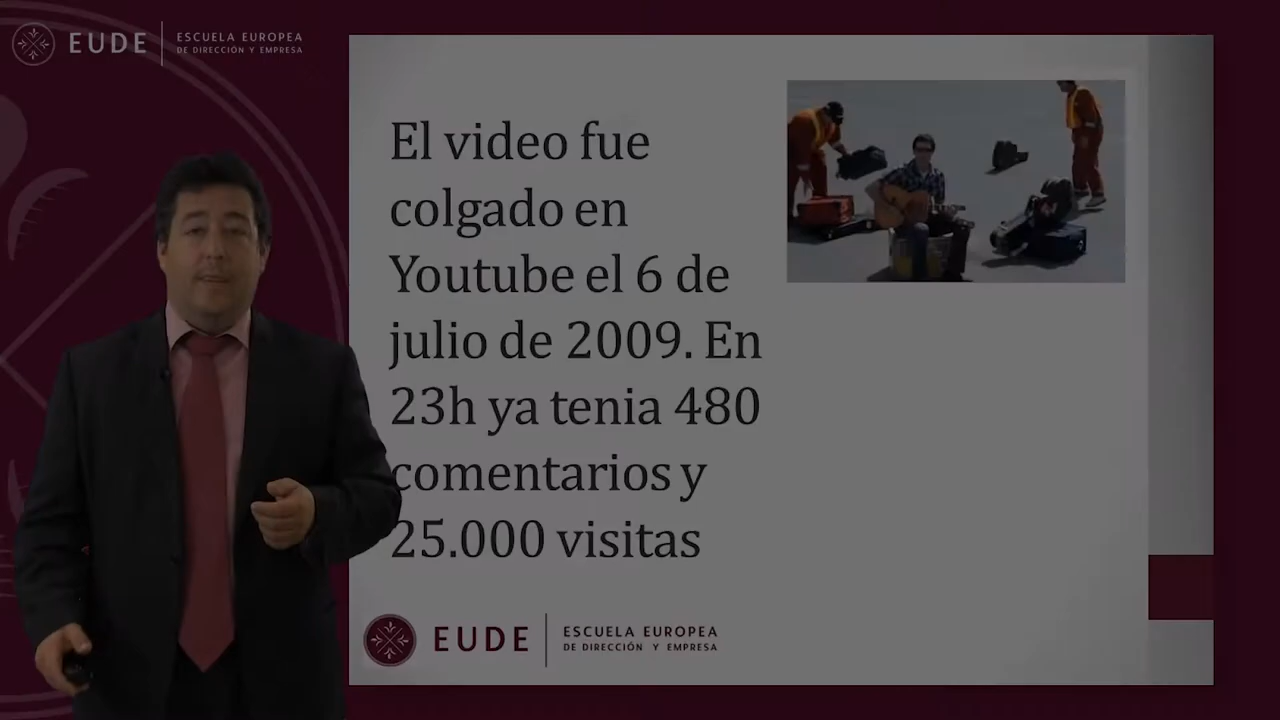 EUDE
ESCUELA EUROPEA
DE DIRECCIÓN Y EMPRESA
El video fue
colgado en
Youtube el 6 de
julio de 2009. En
23h ya tenia 480
comentarios y
25.000 visitas
EUDE
ESCUELA EUROPEA
DE DIRECCIÓN Y EMPRESA